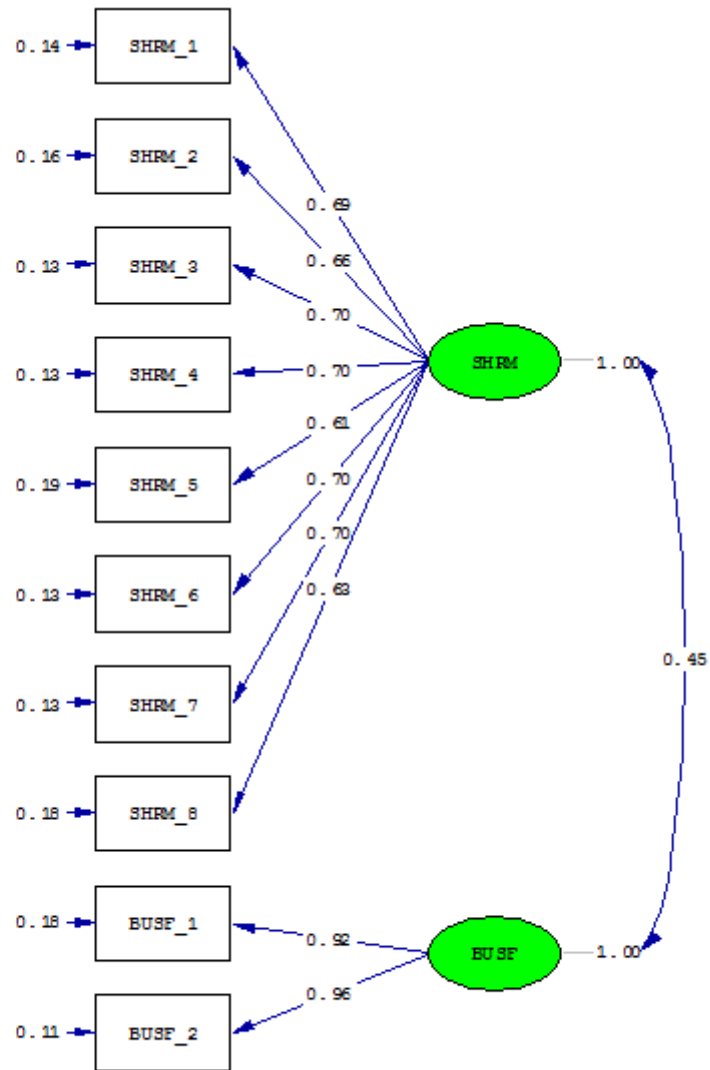 0.14 SHRM_1
0.16 SHRM_2
0.69
0.66
0.13 SHRM_3
0.70
SHRM 1.00
0.13 SHRM_4 0.70
0.61
0.19 SHRM_5 0.70
0.70
0.13 SHRM_6 0.63
0.45
0.13 SHRM_7
0.18 SHRM_8
0.18 BUSF_1
0.92
BUSF 1.00
0.96
0.11 BUSF_2